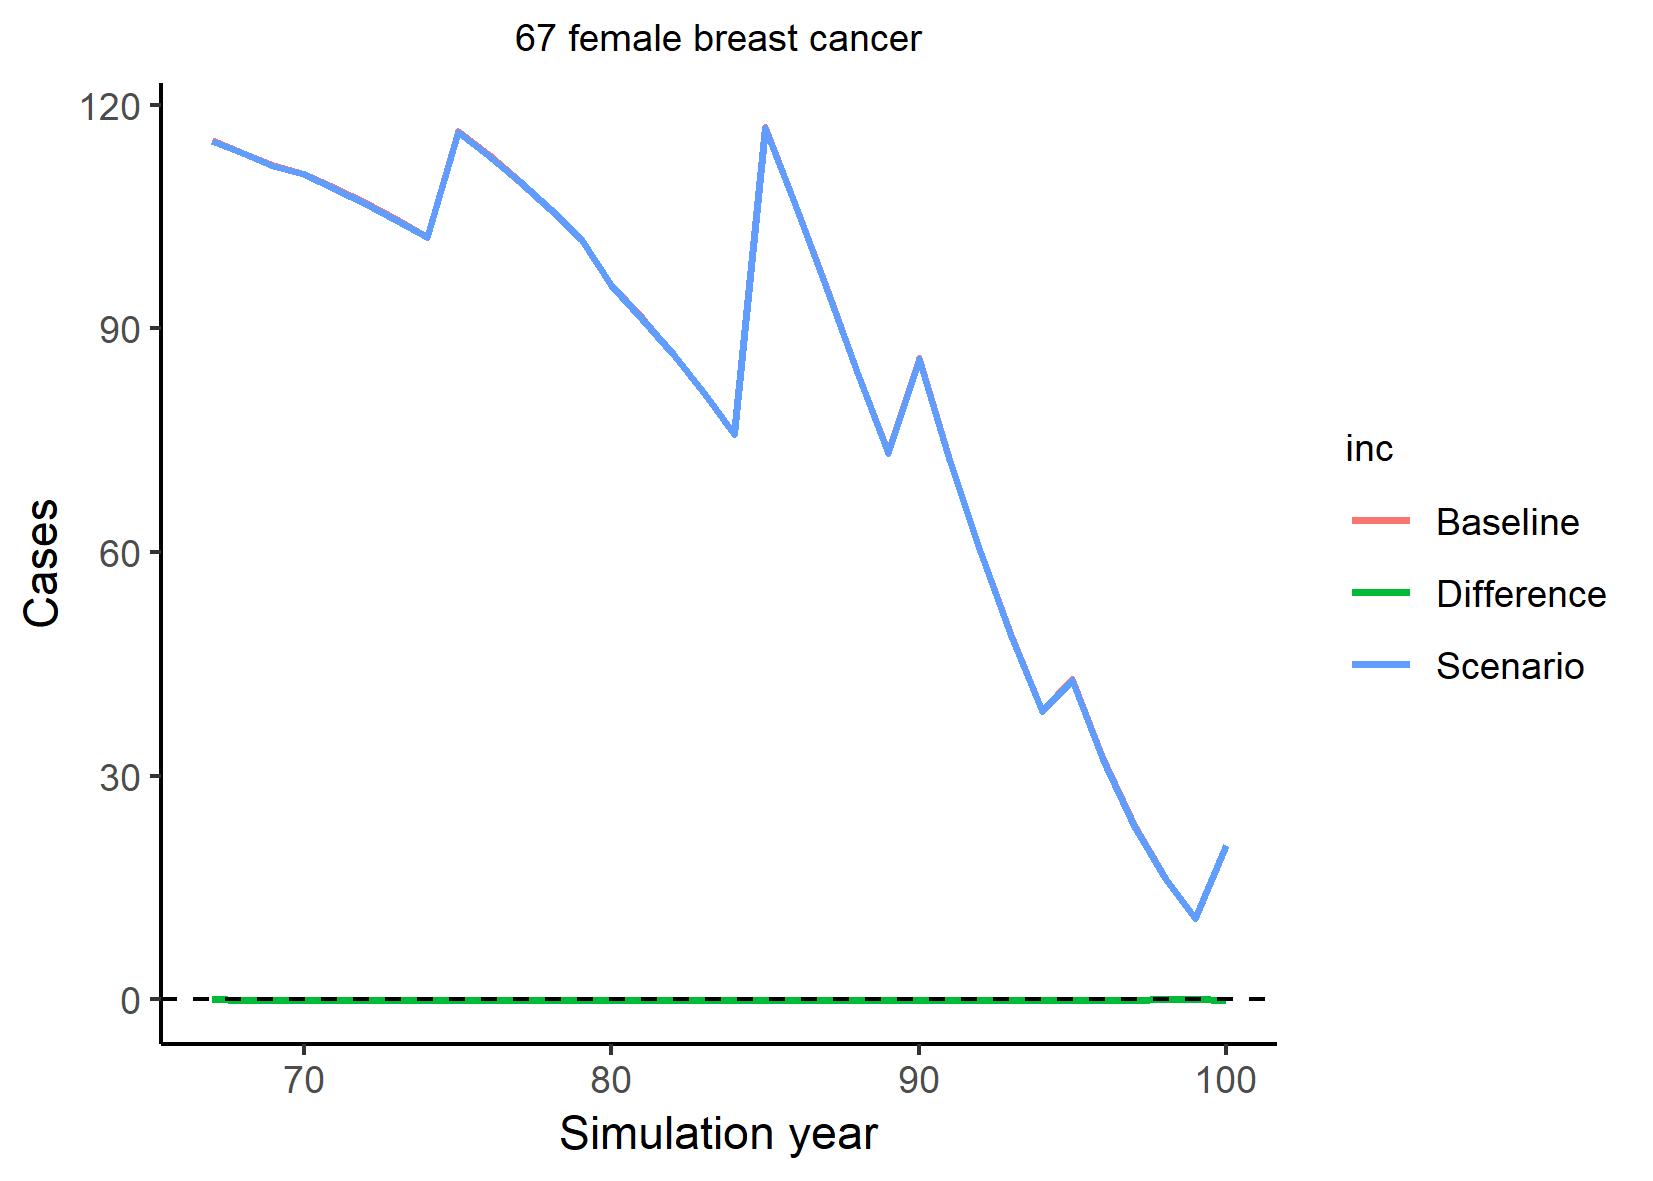 67 female breast cancer
120
90
60
30
0
Cases
70 80 90 100
Simulation year
inc
Baseline
Difference
Scenario